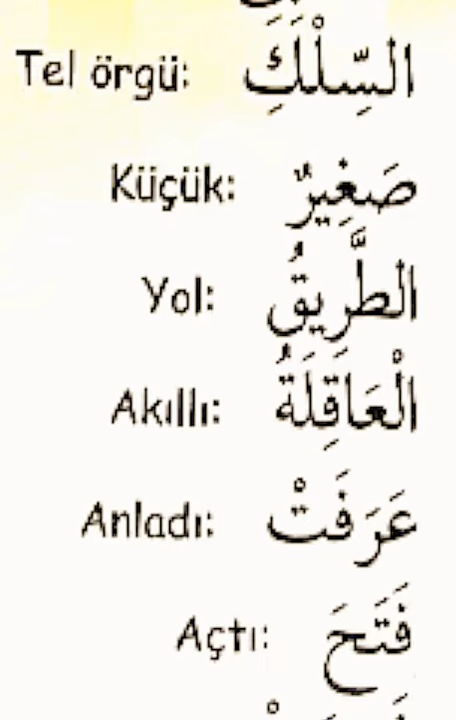 Tel örgü: السِّلْكَِ
Küçük: صَغِيرٌ
Yol: الطَّرِيقُ
Akıllı: الْعَاقِلَةُ
Anladı: عَرَفَتْ
Açtı: فَتَحَ